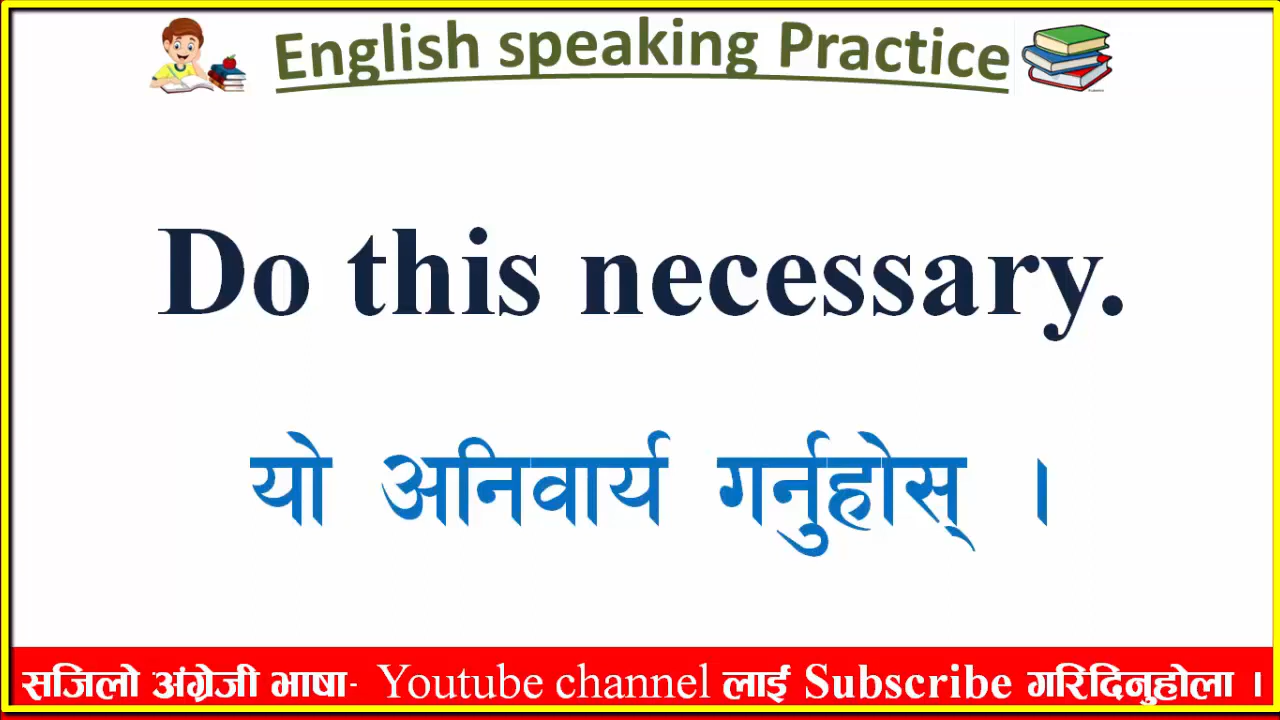 English speaking Practice
Do this necessary.
यो अनिवार्य गर्नुहोस् ।
सजिलो अंग्रेजी भाषा- Youtube channel लाई Subscribe गरिदिनुहोला ।